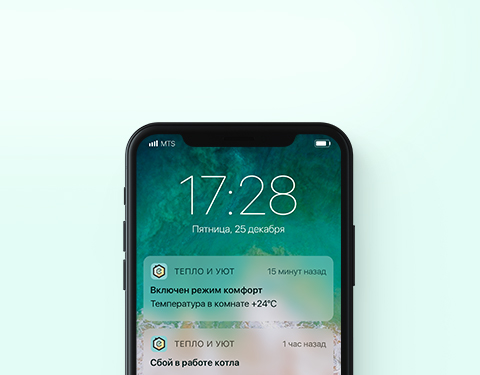 MTS
17:28
Пятница, 25 декабря
ТЕПЛО И УЮТ 15 минут назад
Включен режим комфорт
Температура в комнате +24°C
ТЕПЛО И УЮТ 1 час назад
Сбой в работе котла